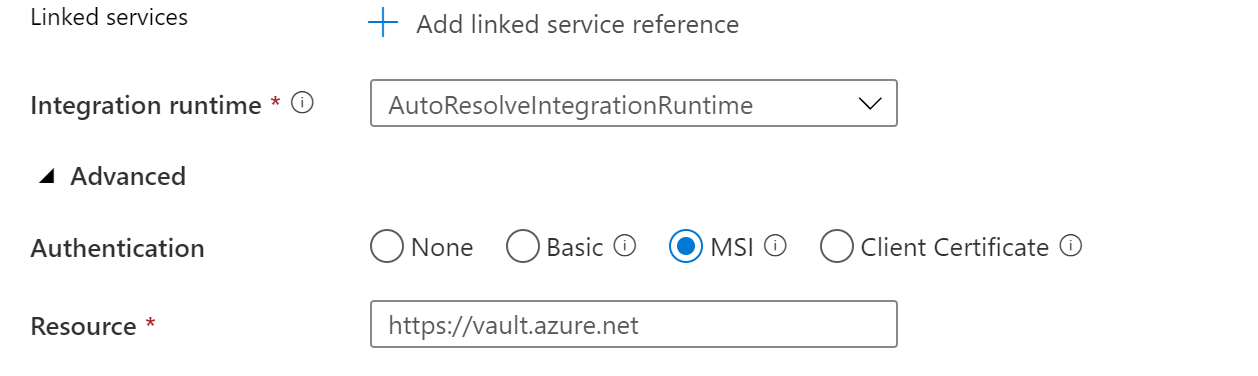 Linked services
Add linked service reference
Integration runtime *
AutoResolveIntegrationRuntime
Advanced
Authentication
None Basic MSI Client Certificate
Resource *
https://vault.azure.net